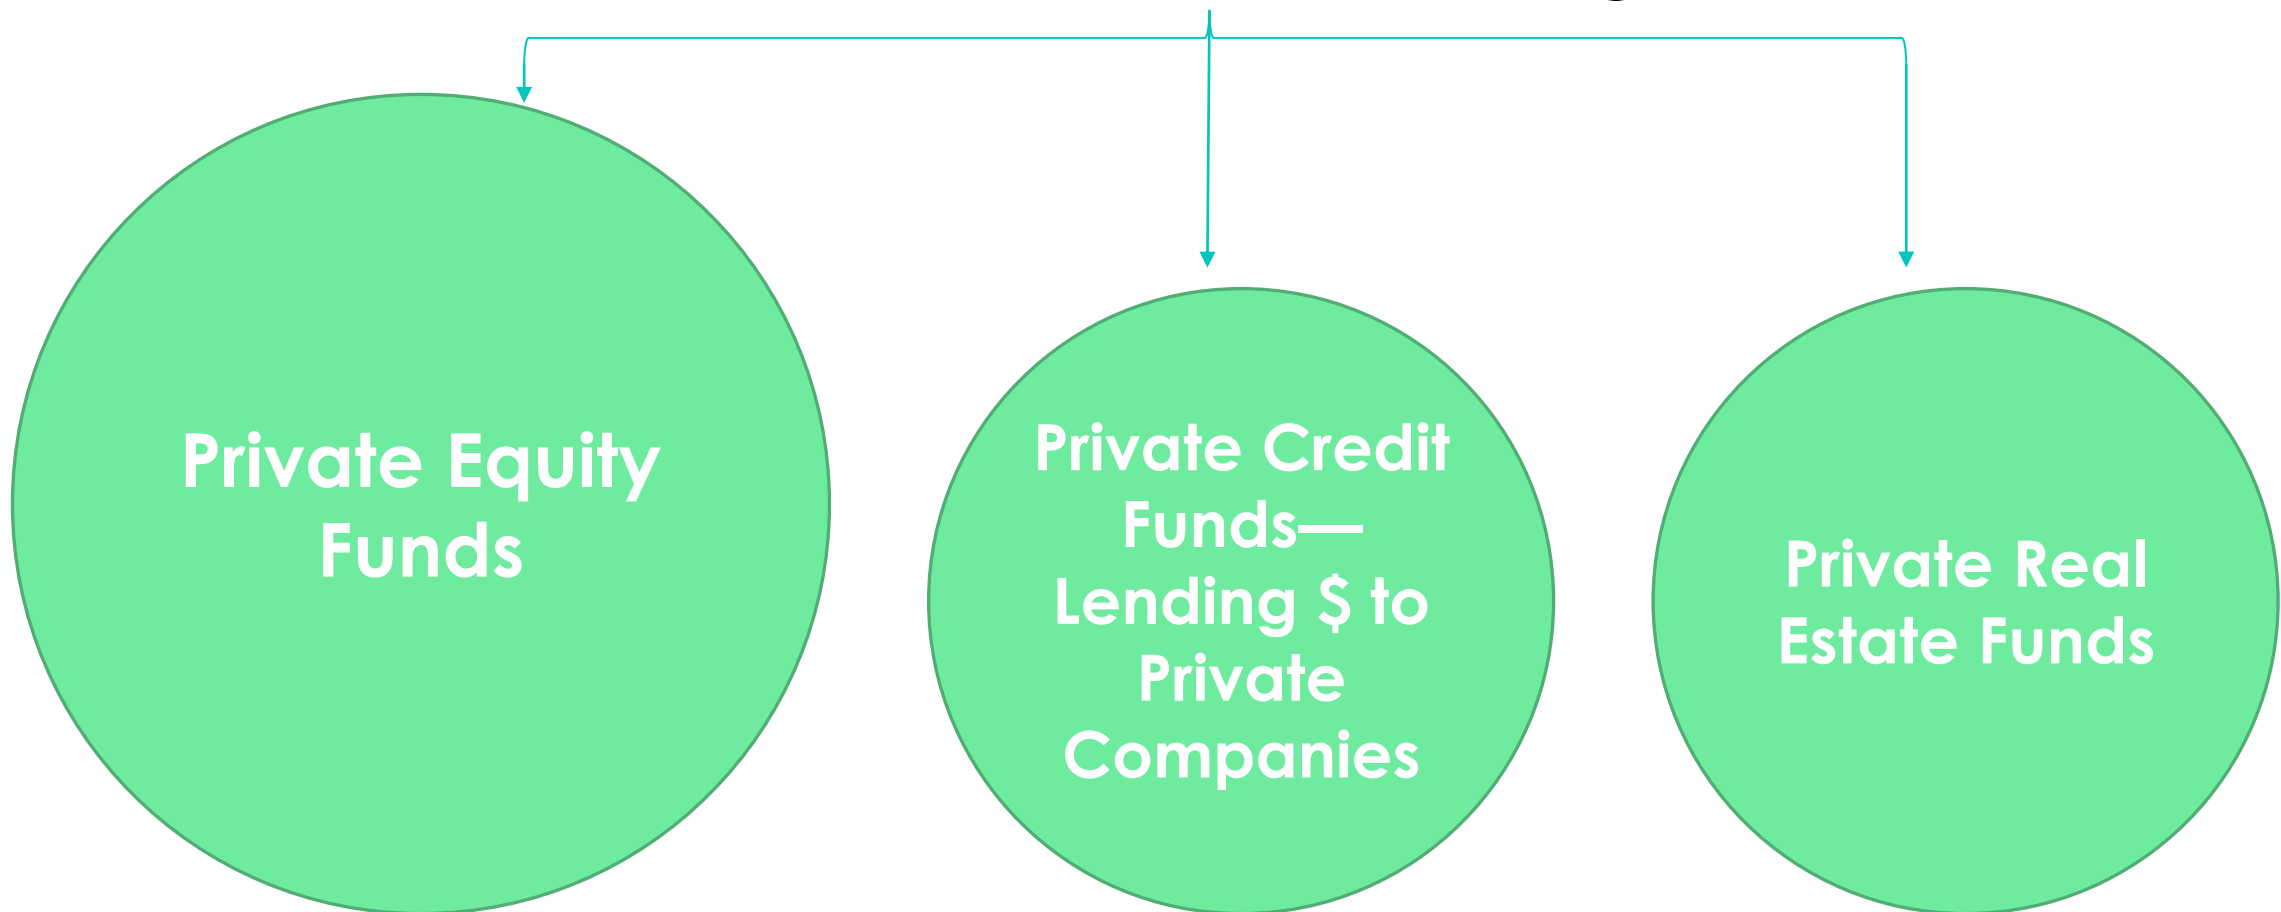 Private Equity
Funds
Private Credit
Funds—
Lending $ to
Private
Companies
Private Real
Estate Funds